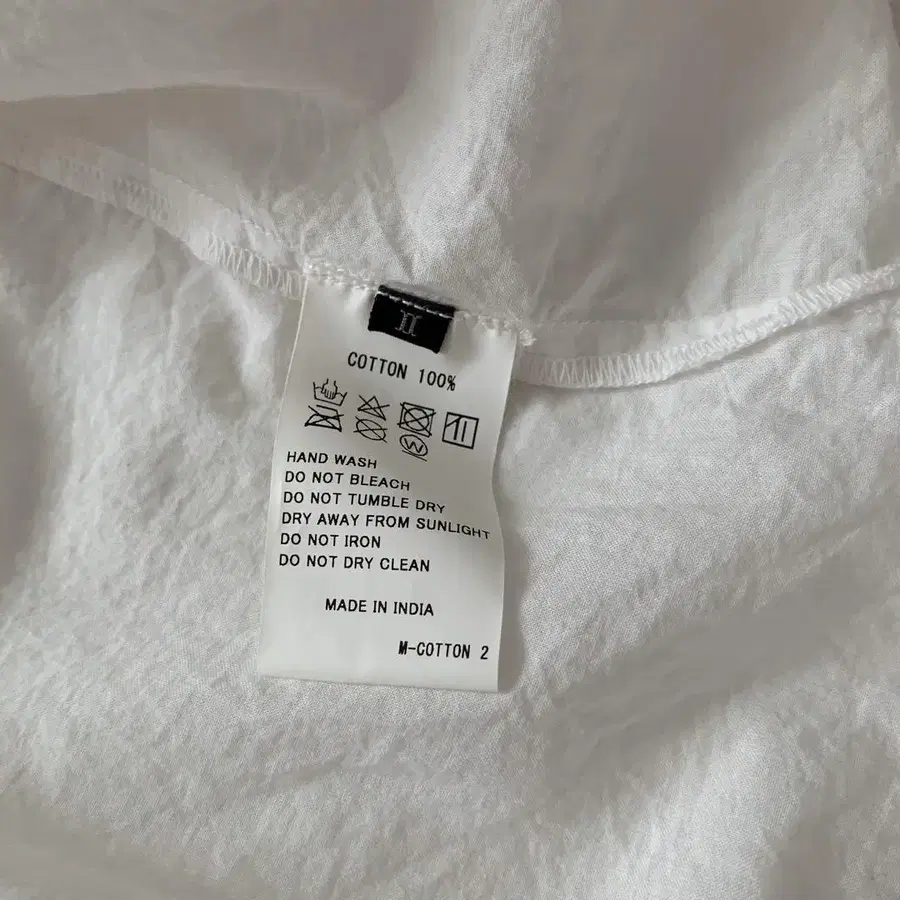 COTTON 100%
W
HAND WASH
DO NOT BLEACH
DO NOT TUMBLE DRY
DRY AWAY FROM SUNLIGHT
DO NOT IRON
DO NOT DRY CLEAN
MADE IN INDIA
M-COTTON 2